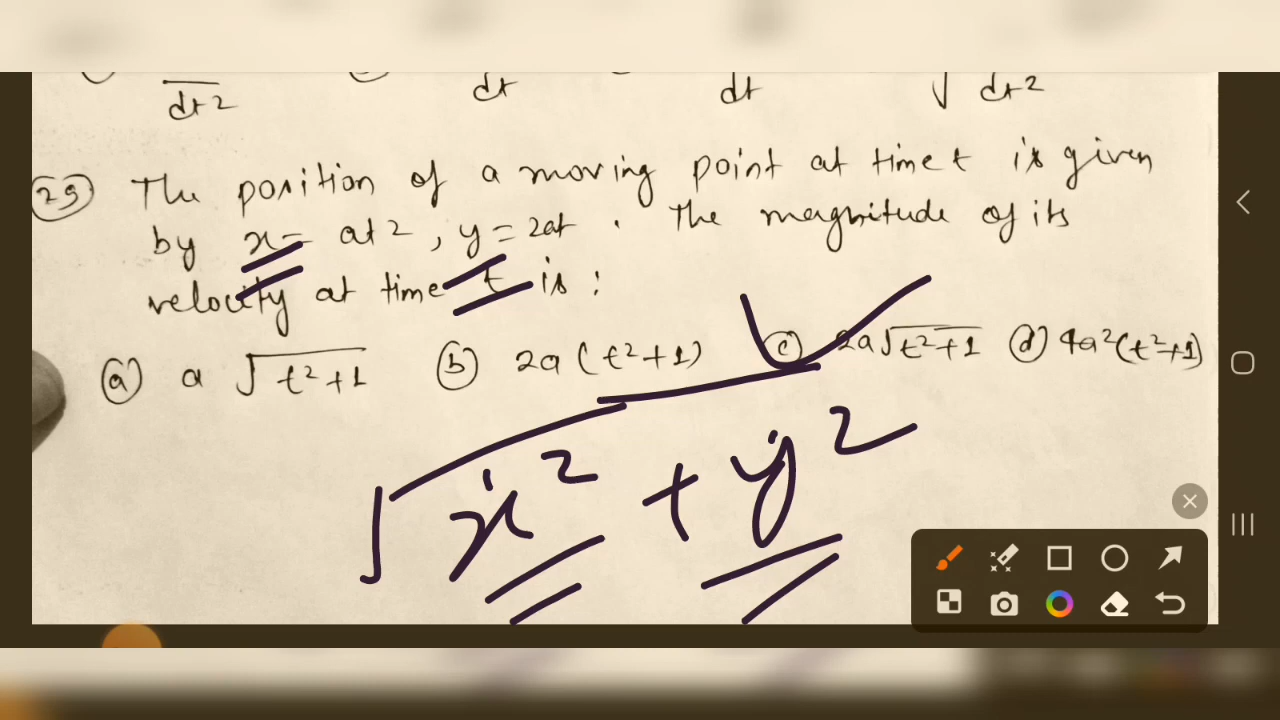 dt2 dt dt √ dt2
(29) The position of a moving point at time t is given
by x = at2, y = 2at . The magnitude of its
velocity at time t is :
(a) a √t²+1 (b) 2a (t²+1) (c) 2a√t²+1 (d) 4a²(t²+1)
√ẋ² + ẏ²